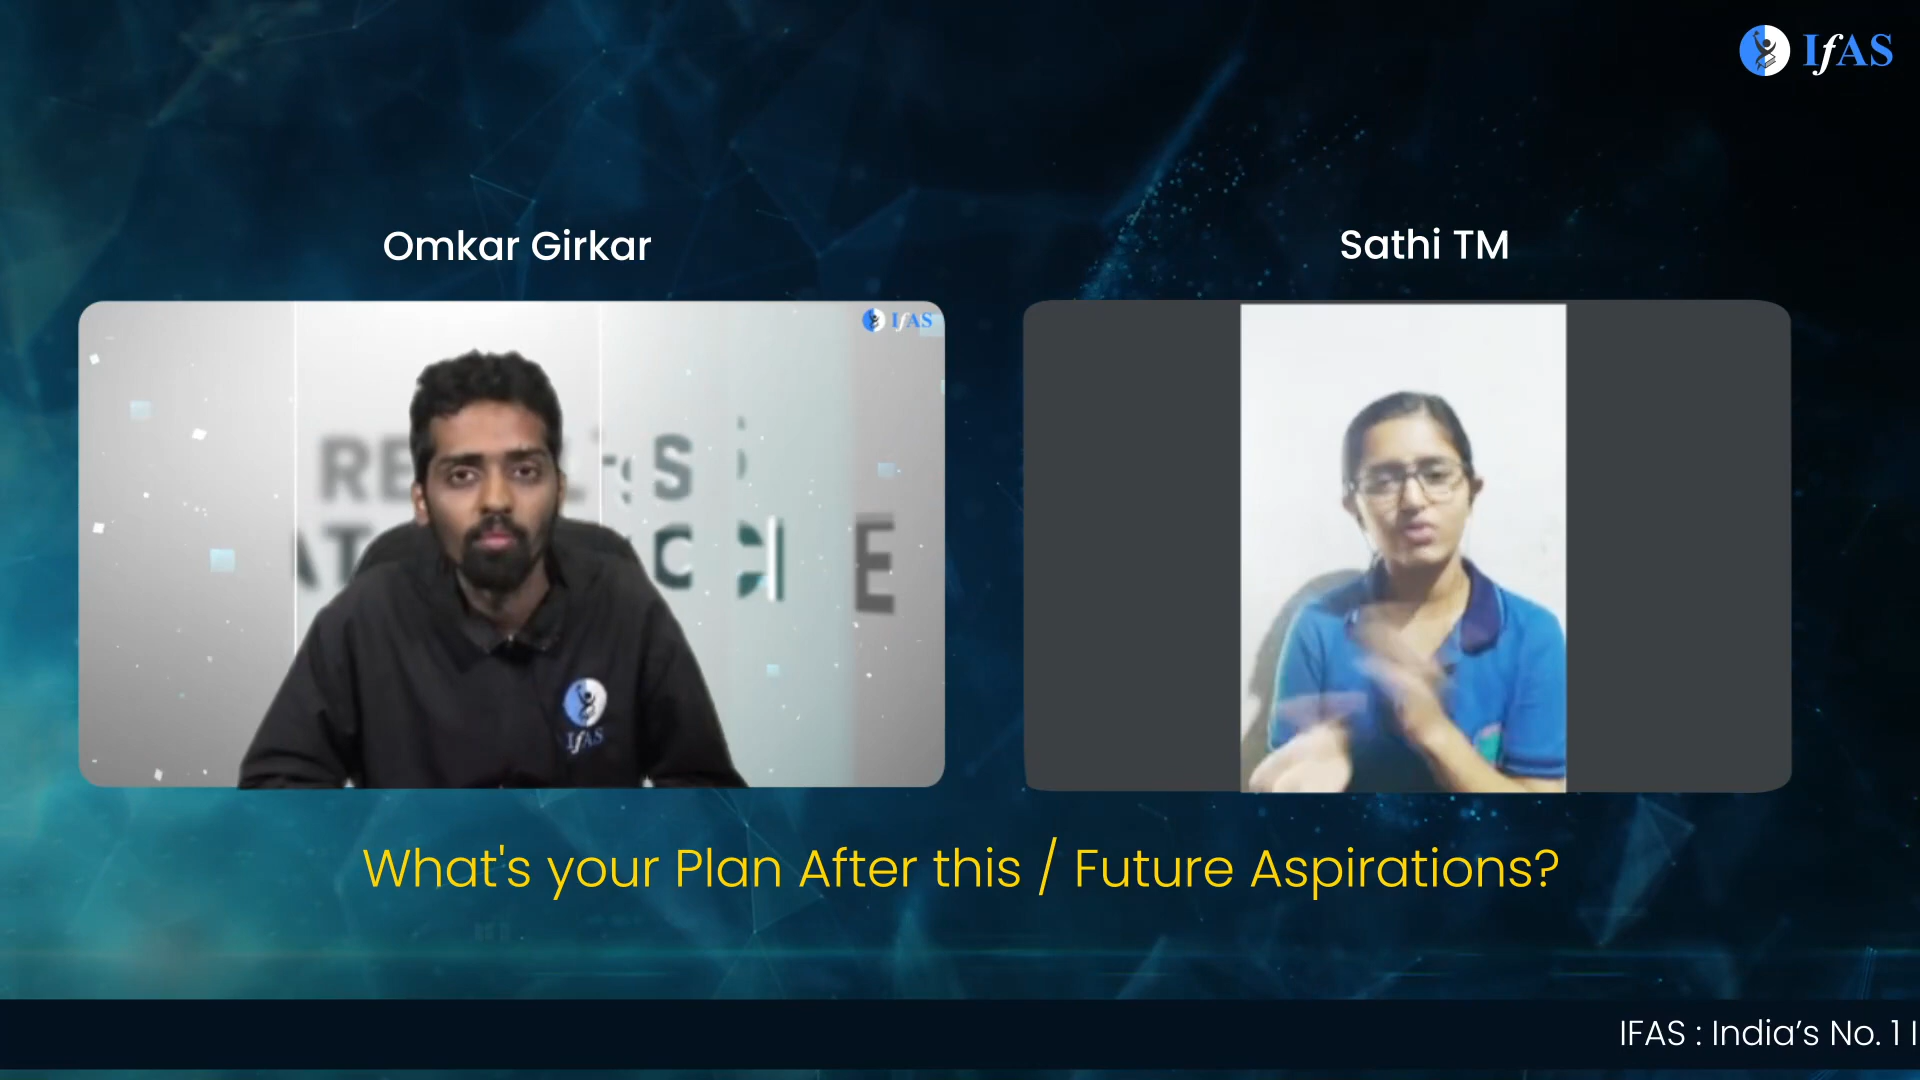 IfAS
Omkar Girkar
Sathi TM
IfAS
IfAS
What's your Plan After this / Future Aspirations?
IFAS : India’s No. 1